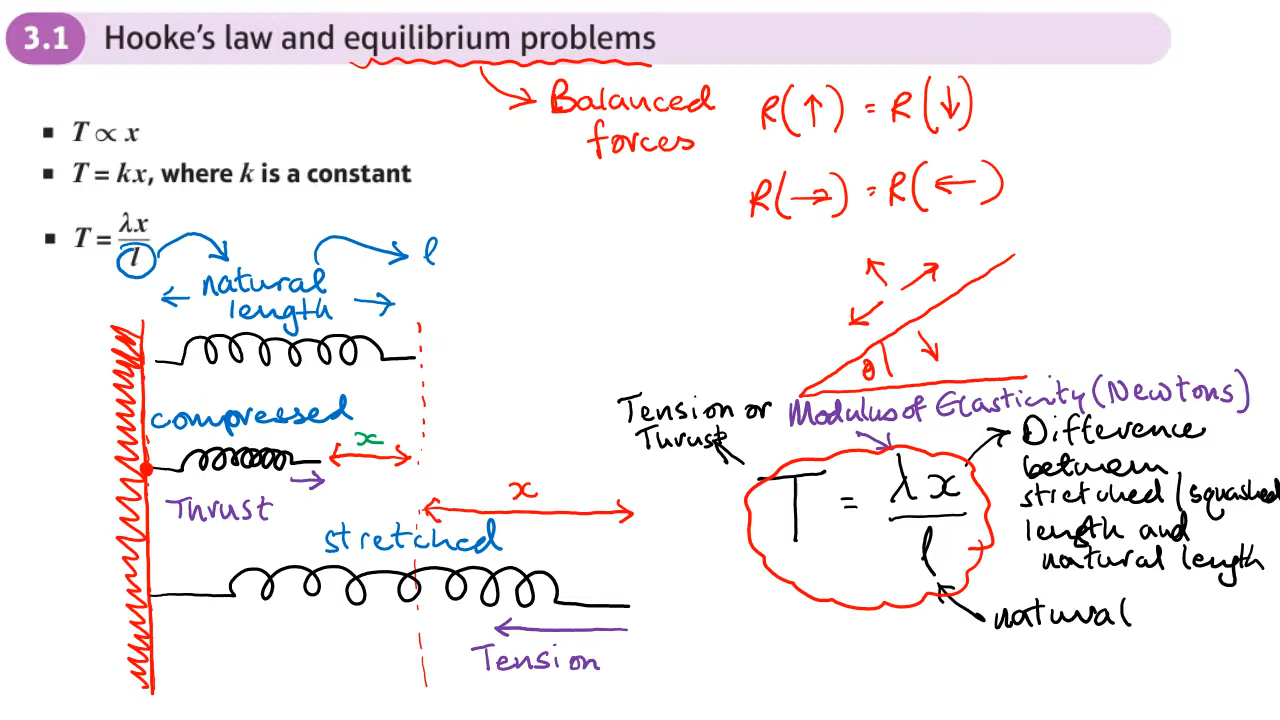 3.1 Hooke's law and equilibrium problems
Balanced
forces
R(↑) = R(↓)
R(→) = R(←)
▪ T ∝ x
▪ T = kx, where k is a constant
▪ T = λx/l
natural
length
l
compressed
x
Thrust
x
stretched
Tension
θ
Tension or
Thrust
Modulus of Elasticity (Newtons)
T = λx/l
Difference
between
stretched/squashed
length and
natural length
natural